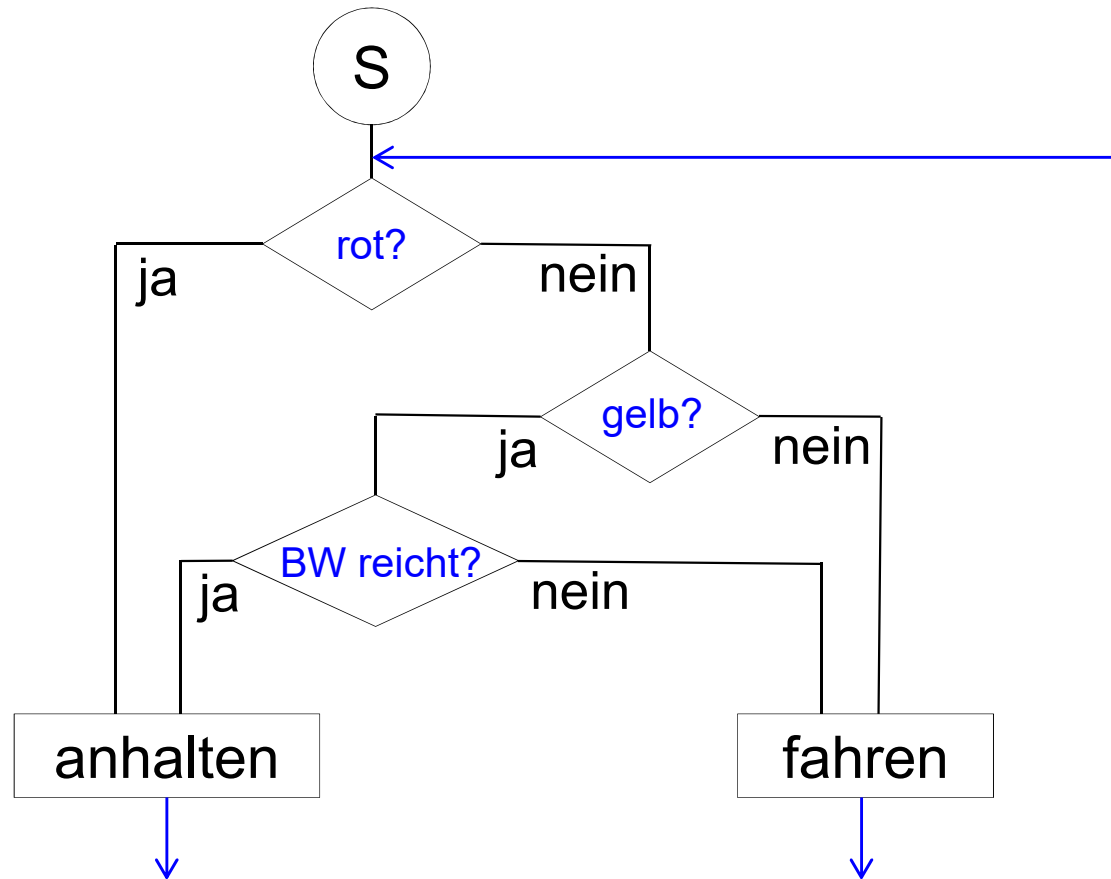 S
rot?
ja
nein
gelb?
ja
nein
BW reicht?
ja
nein
anhalten
fahren